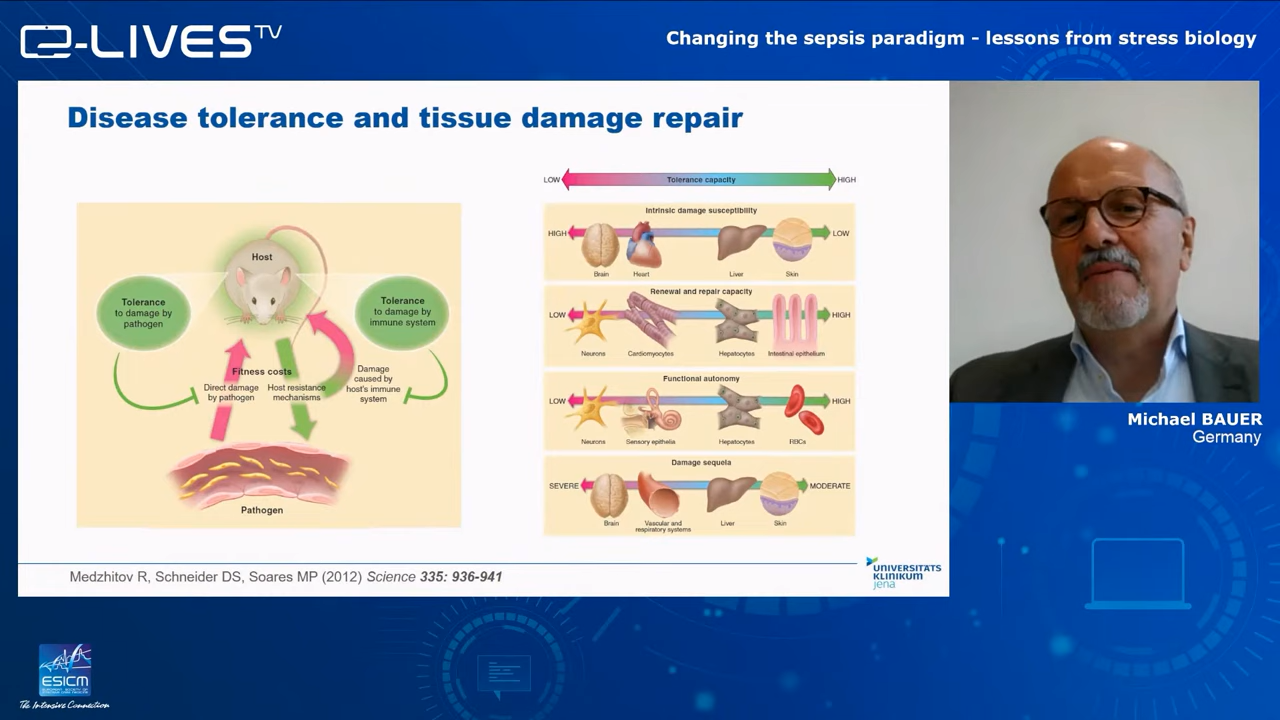 e-LIVES TV
Changing the sepsis paradigm - lessons from stress biology
Disease tolerance and tissue damage repair
Host
Tolerance
to damage by
pathogen
Tolerance
to damage by
immune system
Fitness costs
Direct damage
by pathogen
Host resistance
mechanisms
Damage
caused by
host's immune
system
Pathogen
LOW
Tolerance capacity
HIGH
Intrinsic damage susceptibility
HIGH
LOW
Brain
Heart
Liver
Skin
Renewal and repair capacity
LOW
HIGH
Neurons
Cardiomyocytes
Hepatocytes
Intestinal epithelium
Functional autonomy
LOW
HIGH
Neurons
Sensory epithelia
Hepatocytes
RBCs
Damage sequela
SEVERE
MODERATE
Brain
Vascular and
respiratory systems
Liver
Skin
Medzhitov R, Schneider DS, Soares MP (2012) Science 335: 936-941
UNIVERSITÄTS
KLINIKUM
jena
Michael BAUER
Germany
ESICM
The Intensive Connection